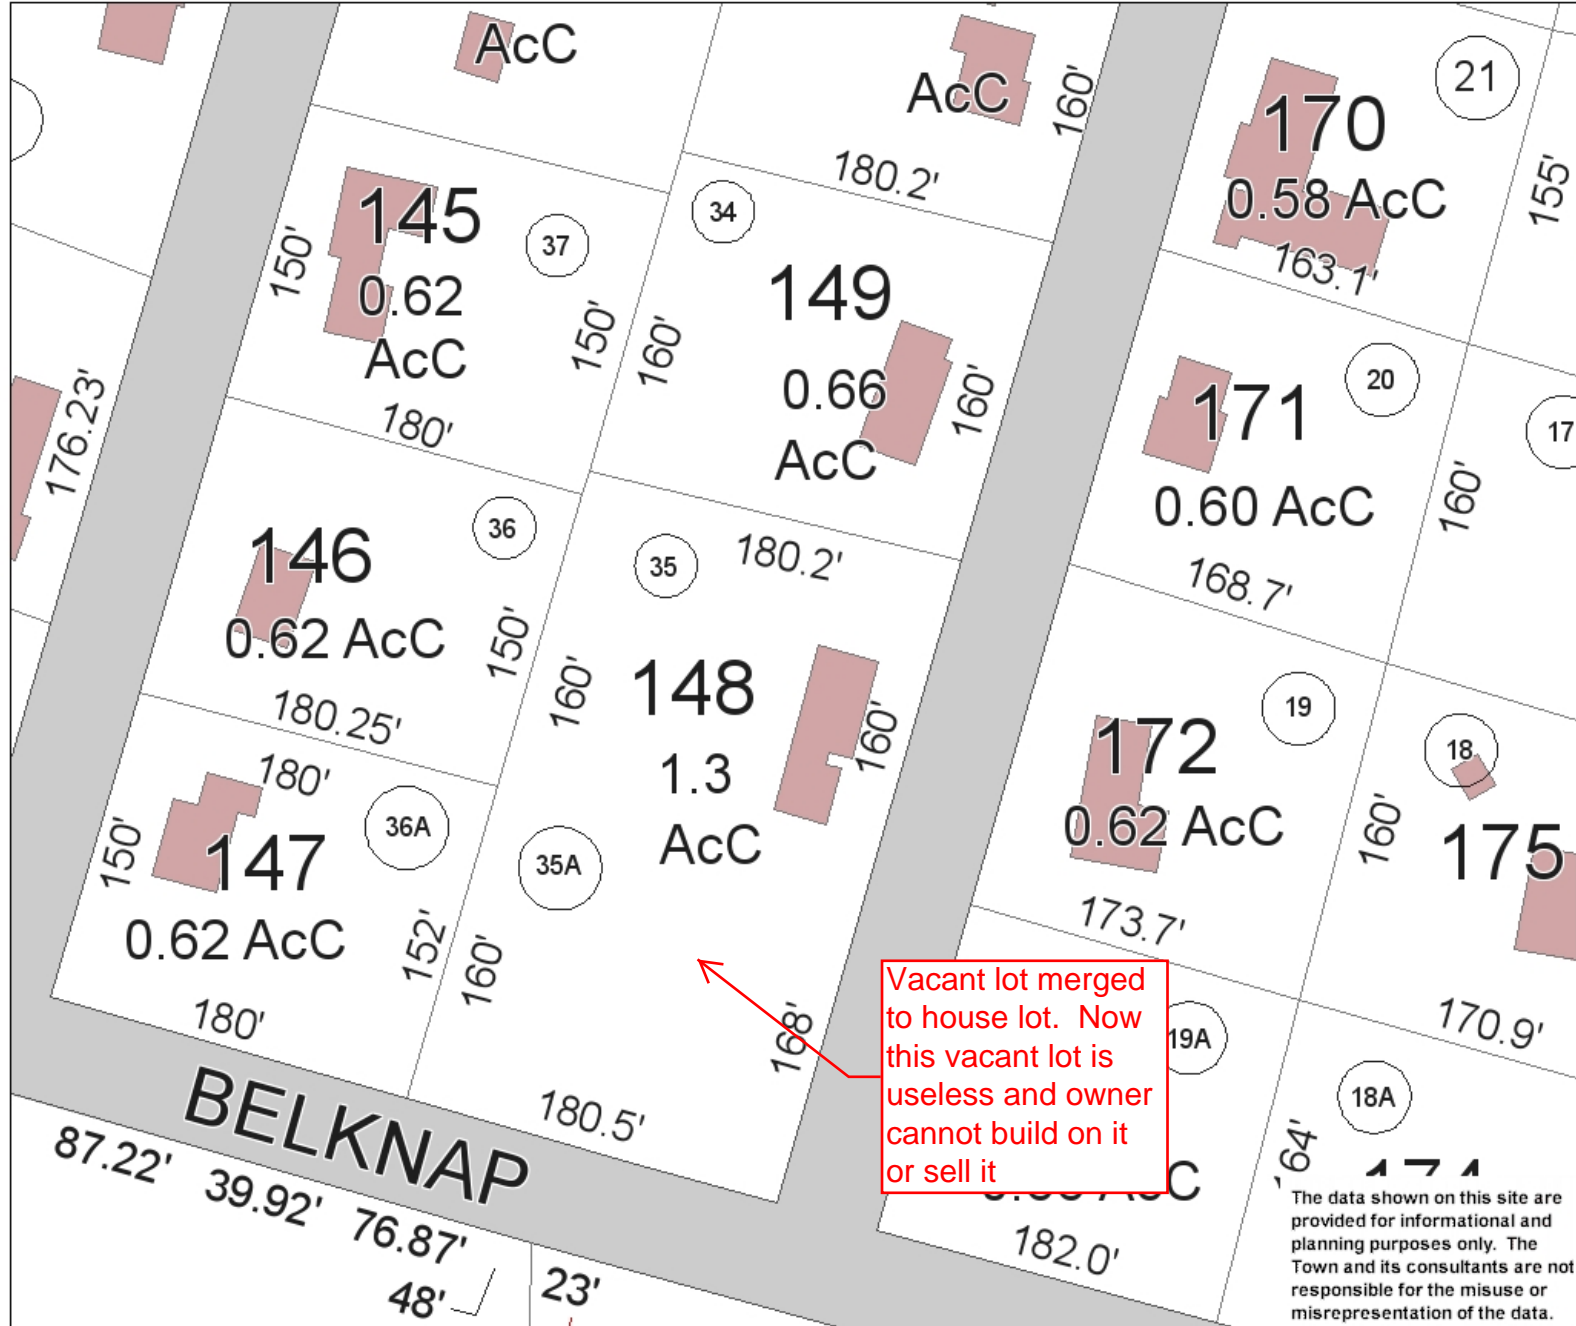 AcC
AcC
160'
21
170
0.58 AcC
163.1'
155'
180.2'
145
0.62
AcC
37
150'
150'
34
149
0.66
AcC
160'
160'
171
20
0.60 AcC
17
176.23'
180'
146
36
0.62 AcC
150'
180.2'
35
148
1.3
AcC
160'
160'
168.7'
160'
172
19
0.62 AcC
18
175
160'
180.25'
180'
147
36A
0.62 AcC
150'
152'
35A
160'
168'
173.7'
170.9'
Vacant lot merged
to house lot. Now
this vacant lot is
useless and owner
cannot build on it
or sell it
19A
18A
180'
180.5'
BELKNAP
87.22' 39.92' 76.87'
48'
23'
182.0'
The data shown on this site are
provided for informational and
planning purposes only. The
Town and its consultants are not
responsible for the misuse or
misrepresentation of the data.